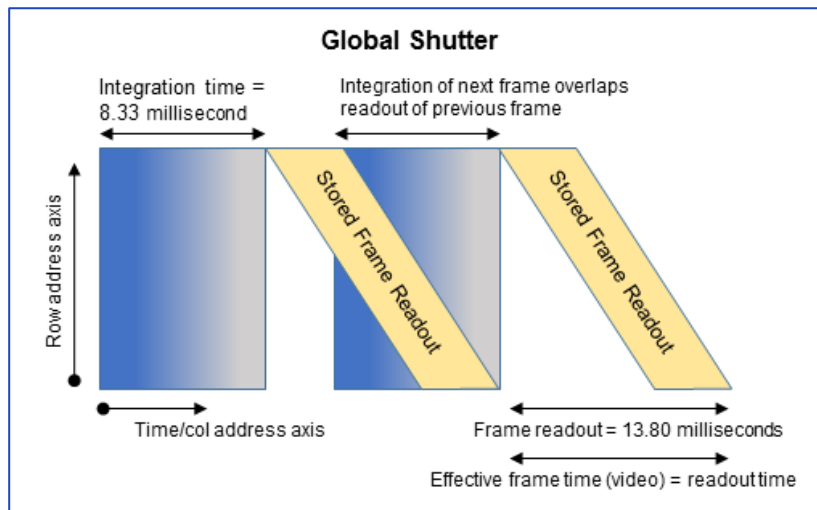 Global Shutter
Integration time =
8.33 millisecond
Integration of next frame overlaps
readout of previous frame
Row address axis
Stored Frame Readout
Stored Frame Readout
Time/col address axis
Frame readout = 13.80 milliseconds
Effective frame time (video) = readout time